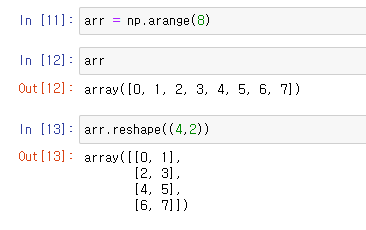 In [11]: arr = np.arange(8)
In [12]: arr
Out[12]: array([0, 1, 2, 3, 4, 5, 6, 7])
In [13]: arr.reshape((4,2))
Out[13]: array([[0, 1],
[2, 3],
[4, 5],
[6, 7]])